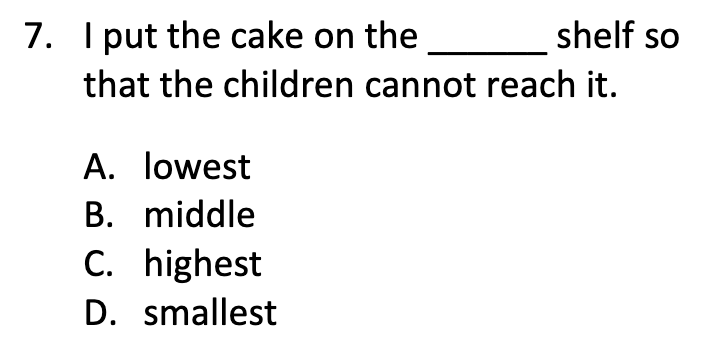 7. I put the cake on the ______ shelf so
that the children cannot reach it.
A. lowest
B. middle
C. highest
D. smallest